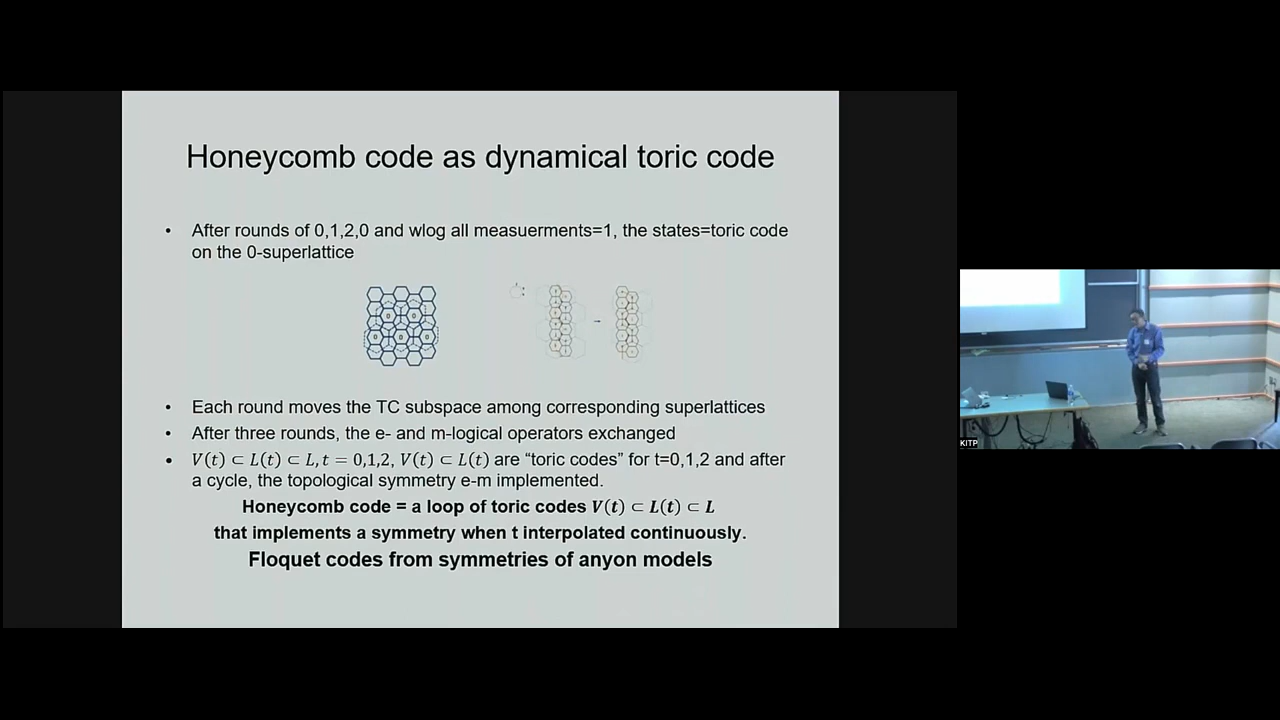 Honeycomb code as dynamical toric code
• After rounds of 0,1,2,0 and wlog all measuerments=1, the states=toric code
on the 0-superlattice
• Each round moves the TC subspace among corresponding superlattices
• After three rounds, the e- and m-logical operators exchanged
• V(t) ⊂ L(t) ⊂ L, t = 0,1,2, V(t) ⊂ L(t) are “toric codes” for t=0,1,2 and after
a cycle, the topological symmetry e-m implemented.
Honeycomb code = a loop of toric codes V(t) ⊂ L(t) ⊂ L
that implements a symmetry when t interpolated continuously.
Floquet codes from symmetries of anyon models
KITP